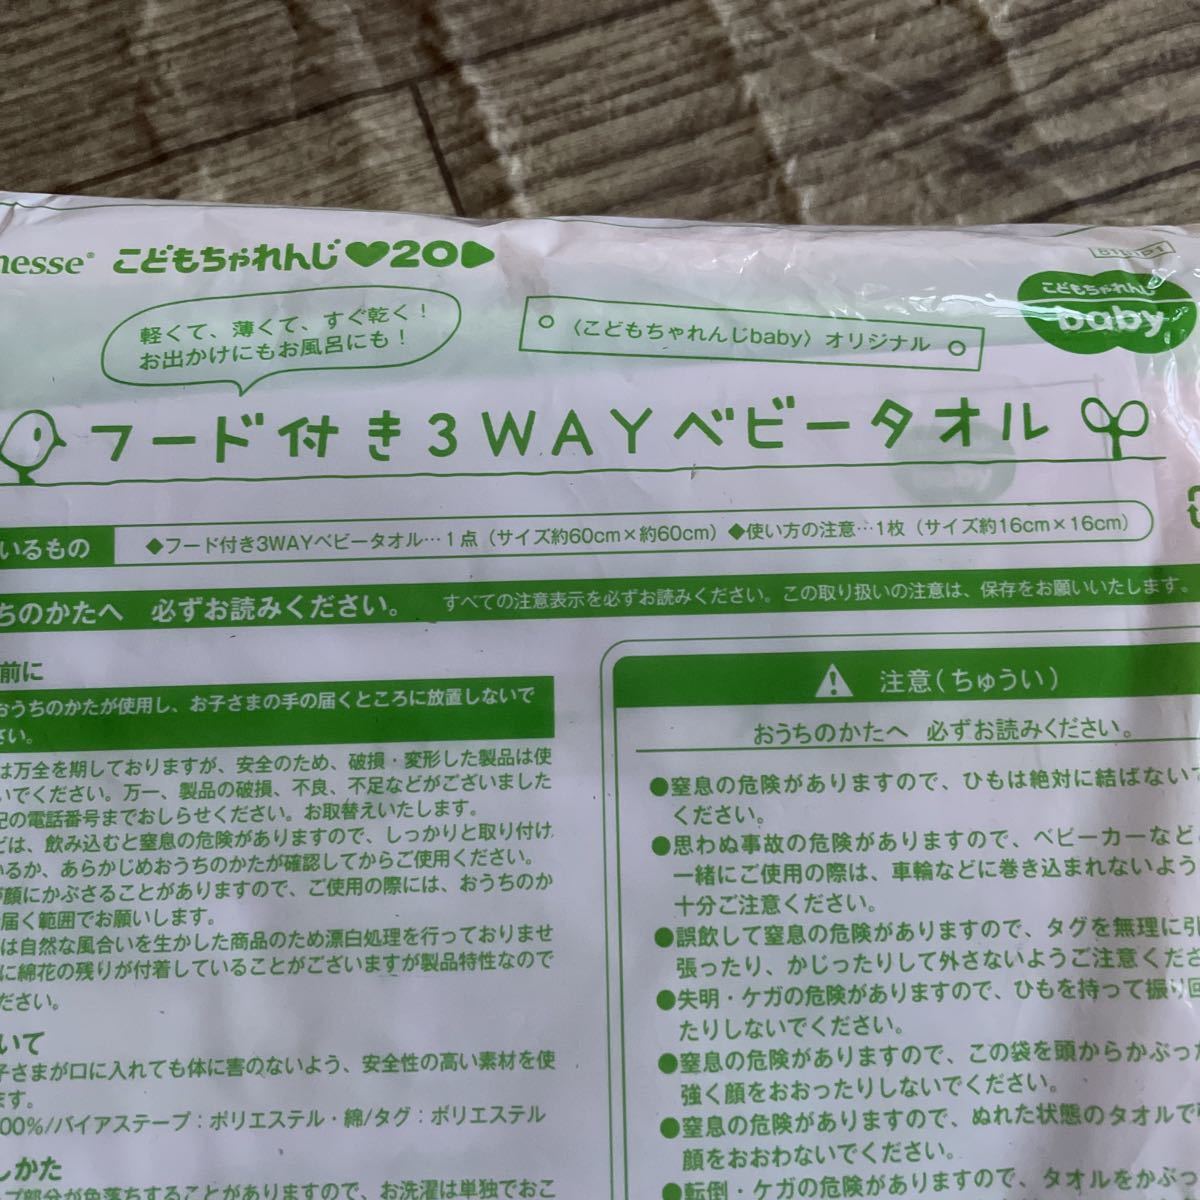 nesse® こどもちゃれんじ♥20▶
こどもちゃれんじ
baby
軽くて、薄くて、すぐ乾く!
お出かけにもお風呂にも!
〈こどもちゃれんじbaby〉オリジナル
フード付き3WAYベビータオル
いるもの
◆フード付き3WAYベビータオル…1点(サイズ約60cm×約60cm)◆使い方の注意…1枚(サイズ約16cm×16cm)
ちのかたへ 必ずお読みください。 すべての注意表示を必ずお読みください。この取り扱いの注意は、保存をお願いいたします。
前に
おうちのかたが使用し、お子さまの手の届くところに放置しないで
さい。
は万全を期しておりますが、安全のため、破損・変形した製品は使
いでください。万一、製品の破損、不良、不足などがございました
記の電話番号までおしらせください。お取替えいたします。
どは、飲み込むと窒息の危険がありますので、しっかりと取り付け
いるか、あらかじめおうちのかたが確認してからご使用ください。
が顔にかぶさることがありますので、ご使用の際には、おうちのか
届く範囲でお願いします。
は自然な風合いを生かした商品のため漂白処理を行っておりませ
に綿花の残りが付着していることがございますが製品特性なので
ださい。
いて
子さまが口に入れても体に害のないよう、安全性の高い素材を使
ます。
00%/バイアステープ:ポリエステル・綿/タグ:ポリエステル
しかた
プ部分が色落ちすることがありますので、お洗濯は単独でおこ
注意(ちゅうい)
おうちのかたへ 必ずお読みください。
●窒息の危険がありますので、ひもは絶対に結ばないで
ください。
●思わぬ事故の危険がありますので、ベビーカーなど
一緒にご使用の際は、車輪などに巻き込まれないよう
十分ご注意ください。
●誤飲して窒息の危険がありますので、タグを無理に引
張ったり、かじったりして外さないようご注意くださ
●失明・ケガの危険がありますので、ひもを持って振り回
たりしないでください。
●窒息の危険がありますので、この袋を頭からかぶった
強く顔をおおったりしないでください。
●窒息の危険がありますので、ぬれた状態のタオルで
顔をおおわないでください。
●転倒・ケガの危険がありますので、タオルをかぶっ